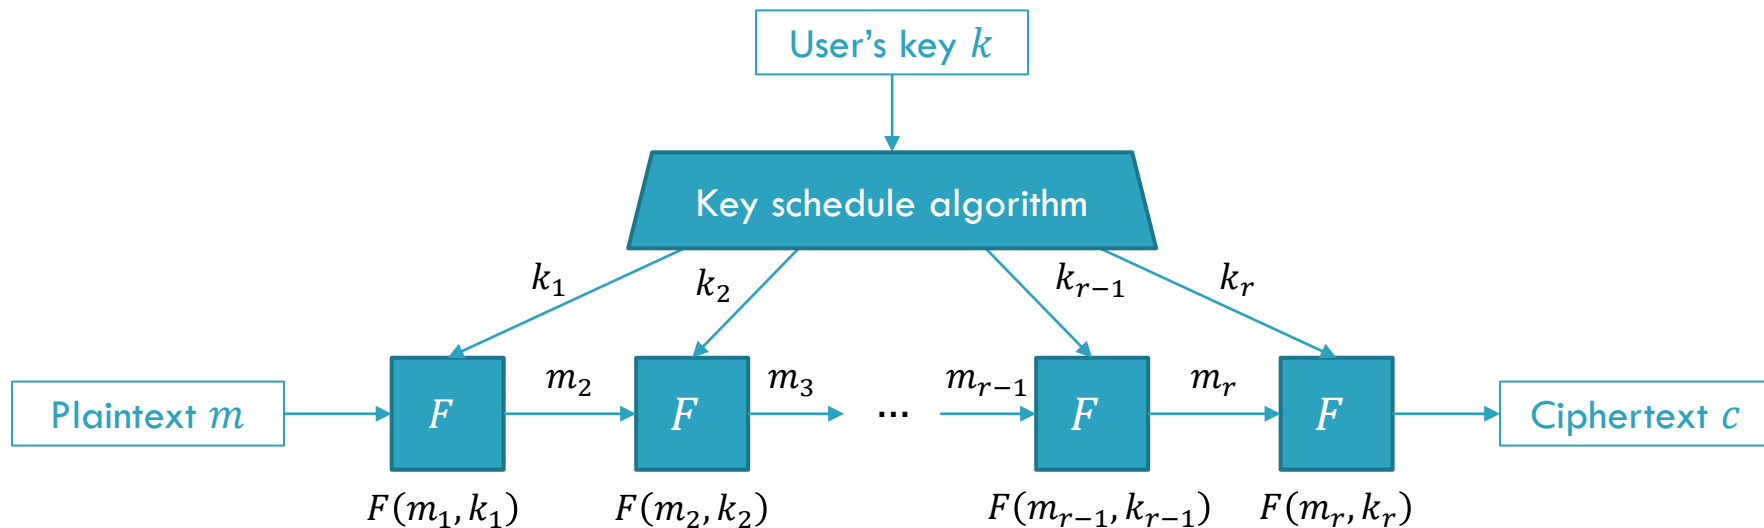 User's key 𝑘
Key schedule algorithm
𝑘₁
𝑘₂
𝑘ᵣ₋₁
𝑘ᵣ
Plaintext 𝑚
𝐹
𝑚₂
𝐹
𝑚₃
...
𝑚ᵣ₋₁
𝐹
𝑚ᵣ
𝐹
Ciphertext 𝑐
𝐹(𝑚₁, 𝑘₁)
𝐹(𝑚₂, 𝑘₂)
𝐹(𝑚ᵣ₋₁, 𝑘ᵣ₋₁)
𝐹(𝑚ᵣ, 𝑘ᵣ)